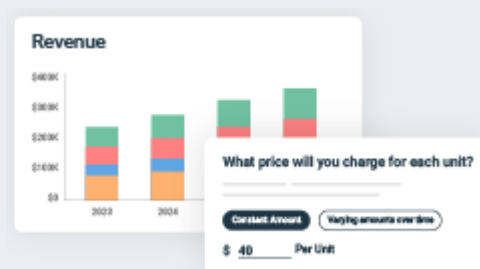 Revenue
$400K
$300K
$200K
$100K
$0
2023
2024
What price will you charge for each unit?
Constant Amount
Varying amounts over time
$ 40 Per Unit